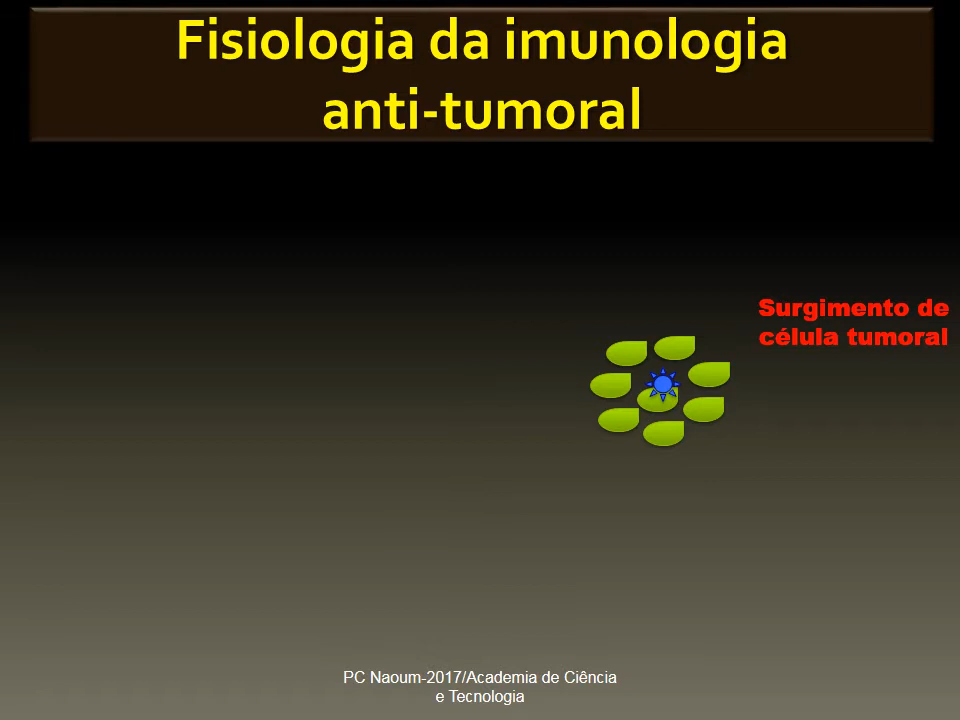 Fisiologia da imunologia
anti-tumoral
Surgimento de
célula tumoral
PC Naoum-2017/Academia de Ciência
e Tecnologia